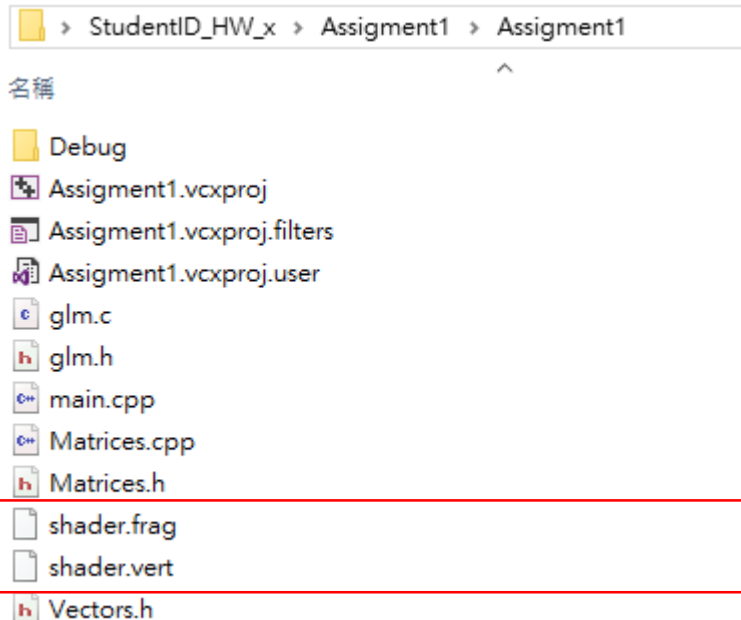 StudentID_HW_x > Assigment1 > Assigment1
名稱
Debug
Assigment1.vcxproj
Assigment1.vcxproj.filters
Assigment1.vcxproj.user
glm.c
glm.h
main.cpp
Matrices.cpp
Matrices.h
shader.frag
shader.vert
Vectors.h